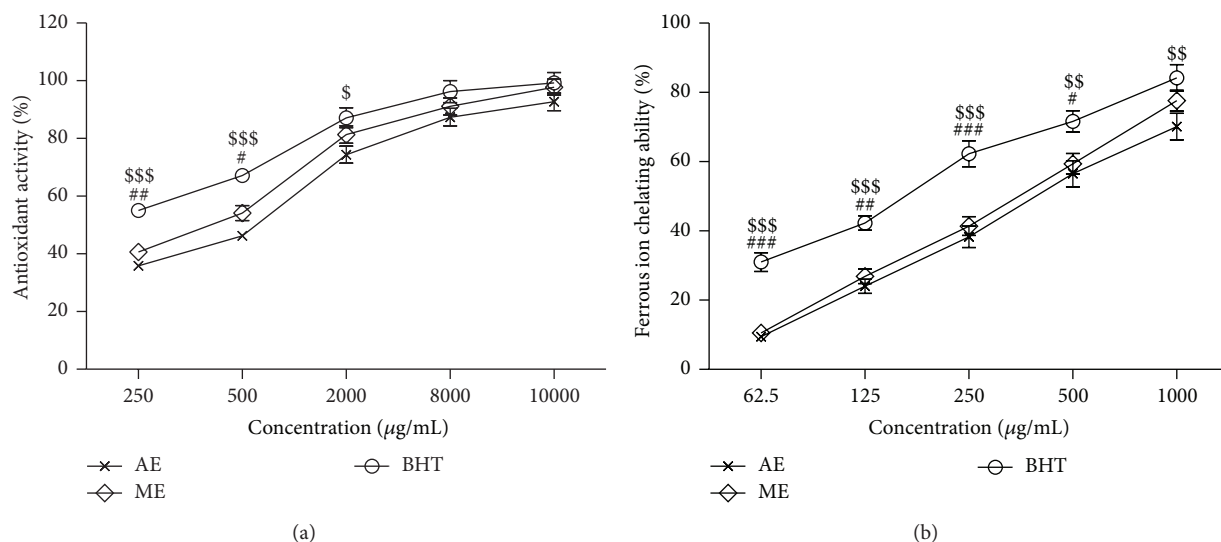 120
100
80
60
40
20
0
Antioxidant activity (%)
$$$
##
$$$
#
$
250 500 2000 8000 10000
Concentration (µg/mL)
AE
ME
BHT
(a)
100
80
60
40
20
0
Ferrous ion chelating ability (%)
$$$
###
$$$
##
$$$
###
$$
#
$$
62.5 125 250 500 1000
Concentration (µg/mL)
AE
ME
BHT
(b)